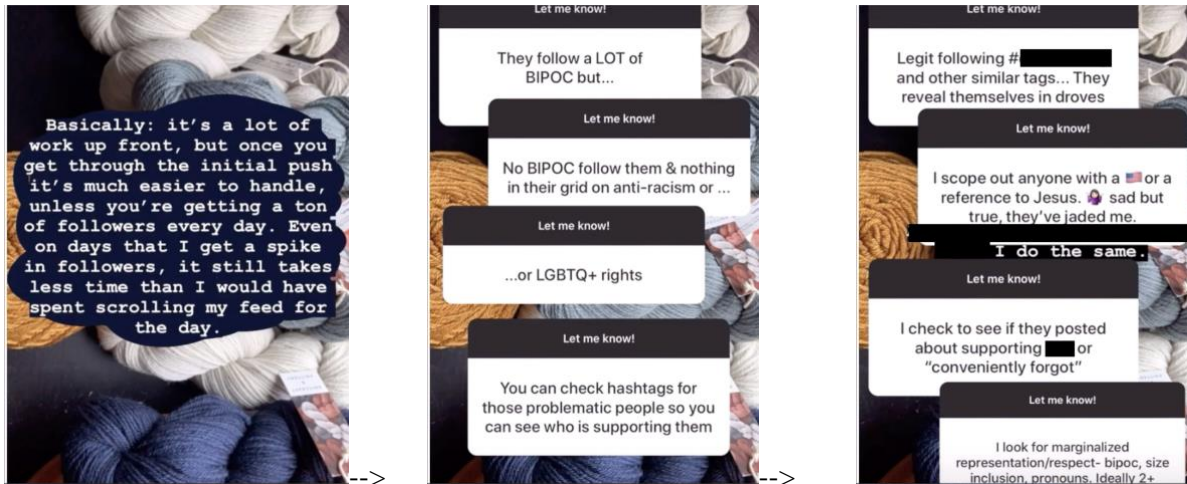 Basically: it's a lot of
work up front, but once you
get through the initial push
it's much easier to handle,
unless you're getting a ton
of followers every day. Even
on days that I get a spike
in followers, it still takes
less time than I would have
spent scrolling my feed for
the day.
-->
Let me know!
They follow a LOT of
BIPOC but...
Let me know!
No BIPOC follow them & nothing
in their grid on anti-racism or ...
Let me know!
...or LGBTQ+ rights
Let me know!
You can check hashtags for
those problematic people so you
can see who is supporting them
-->
Let me know!
Legit following #
and other similar tags... They
reveal themselves in droves
Let me know!
I scope out anyone with a 🇺🇸 or a
reference to Jesus. 🤷🏻‍♀️ sad but
true, they've jaded me.
I do the same.
Let me know!
I check to see if they posted
about supporting or
"conveniently forgot"
Let me know!
I look for marginalized
representation/respect- bipoc, size
inclusion, pronouns. Ideally 2+